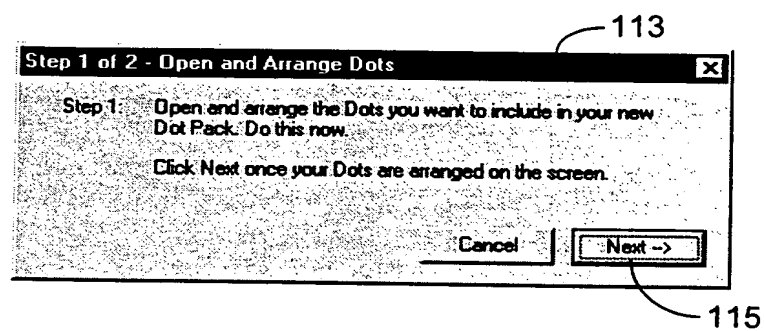 113
Step 1 of 2 - Open and Arrange Dots
Step 1: Open and arrange the Dots you want to include in your new
Dot Pack. Do this now.
Click Next once your Dots are arranged on the screen.
Cancel Next -->
115